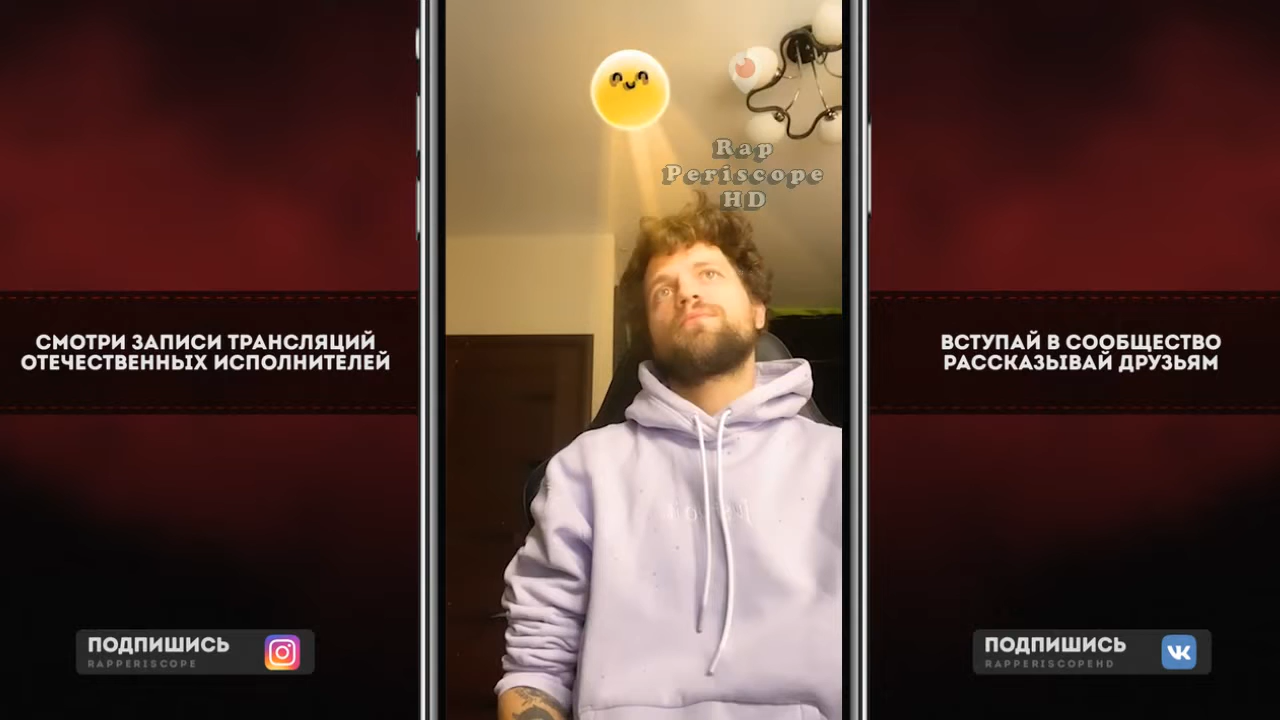 Rap
Periscope
HD
СМОТРИ ЗАПИСИ ТРАНСЛЯЦИЙ
ОТЕЧЕСТВЕННЫХ ИСПОЛНИТЕЛЕЙ
ВСТУПАЙ В СООБЩЕСТВО
РАССКАЗЫВАЙ ДРУЗЬЯМ
ПОДПИШИСЬ
RAPPERISCOPE
ПОДПИШИСЬ
RAPPERISCOPEHD